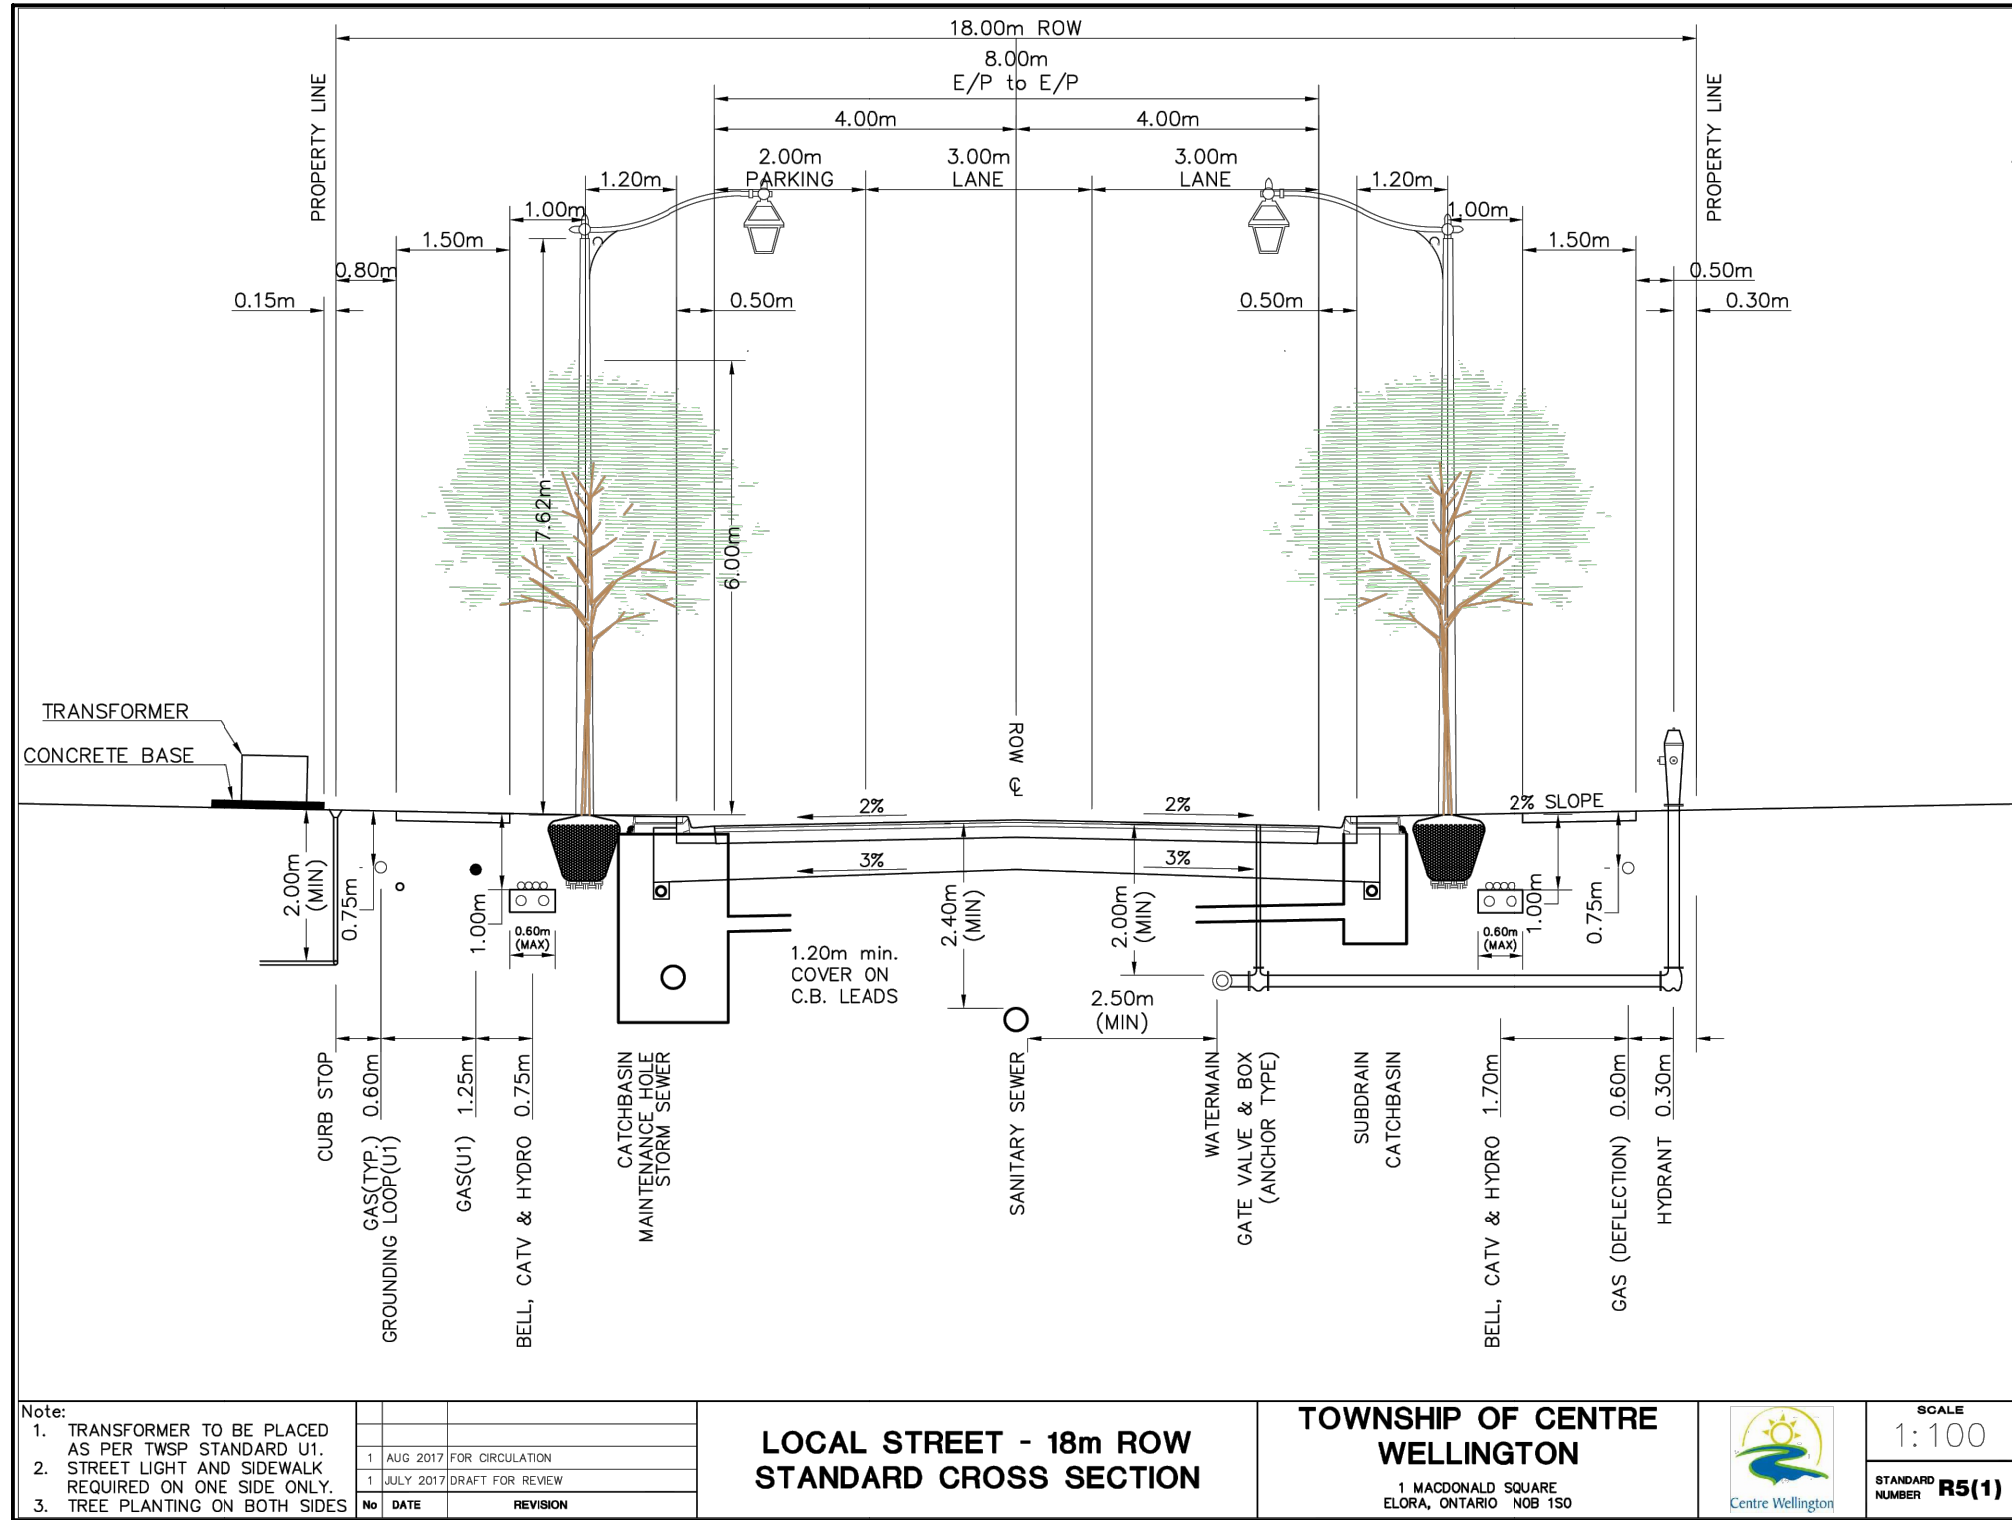 18.00m ROW
8.00m
E/P to E/P
4.00m
4.00m
PROPERTY LINE
PROPERTY LINE
2.00m
PARKING
3.00m
LANE
3.00m
LANE
1.20m
1.20m
1.00m
1.00m
1.50m
1.50m
0.80m
0.50m
0.15m
0.50m
0.50m
0.30m
7.62m
6.00m
TRANSFORMER
CONCRETE BASE
ROW ℄
2%
2%
2% SLOPE
3%
3%
2.00m
(MIN)
0.75m
1.00m
0.60m
(MAX)
2.40m
(MIN)
2.00m
(MIN)
0.60m
(MAX)
1.00m
0.75m
1.20m min.
COVER ON
C.B. LEADS
2.50m
(MIN)
CURB STOP
GAS(TYP.) 0.60m
GROUNDING LOOP(U1)
GAS(U1) 1.25m
BELL, CATV & HYDRO 0.75m
CATCHBASIN
MAINTENANCE HOLE
STORM SEWER
SANITARY SEWER
WATERMAIN
GATE VALVE & BOX
(ANCHOR TYPE)
SUBDRAIN
CATCHBASIN
BELL, CATV & HYDRO 1.70m
GAS (DEFLECTION) 0.60m
HYDRANT 0.30m
Note:
1. TRANSFORMER TO BE PLACED
AS PER TWSP STANDARD U1.
2. STREET LIGHT AND SIDEWALK
REQUIRED ON ONE SIDE ONLY.
3. TREE PLANTING ON BOTH SIDES
1 AUG 2017 FOR CIRCULATION
1 JULY 2017 DRAFT FOR REVIEW
No DATE REVISION
LOCAL STREET - 18m ROW
STANDARD CROSS SECTION
TOWNSHIP OF CENTRE
WELLINGTON
1 MACDONALD SQUARE
ELORA, ONTARIO N0B 1S0
Centre Wellington
SCALE
1:100
STANDARD
NUMBER R5(1)